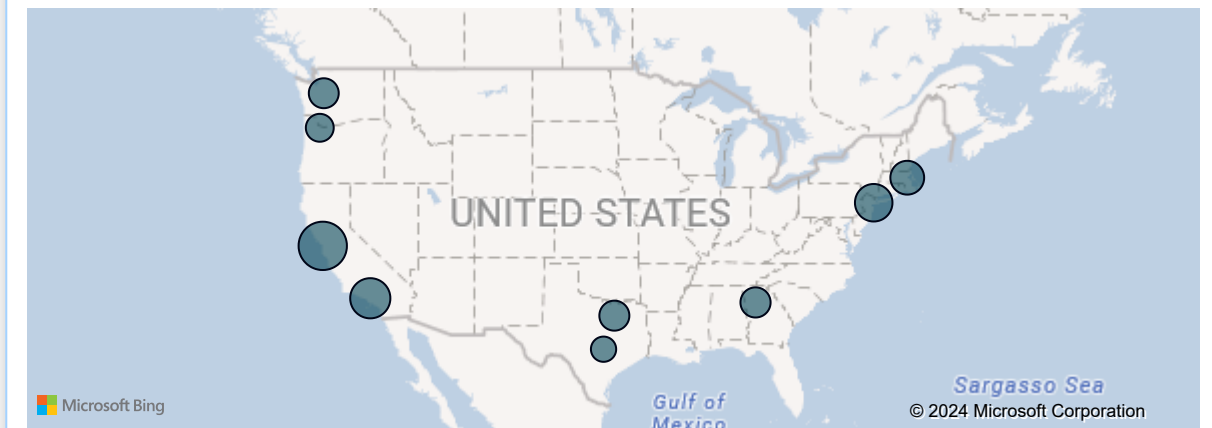 UNITED STATES
Sargasso Sea
Gulf of
Mexico
Microsoft Bing
© 2024 Microsoft Corporation